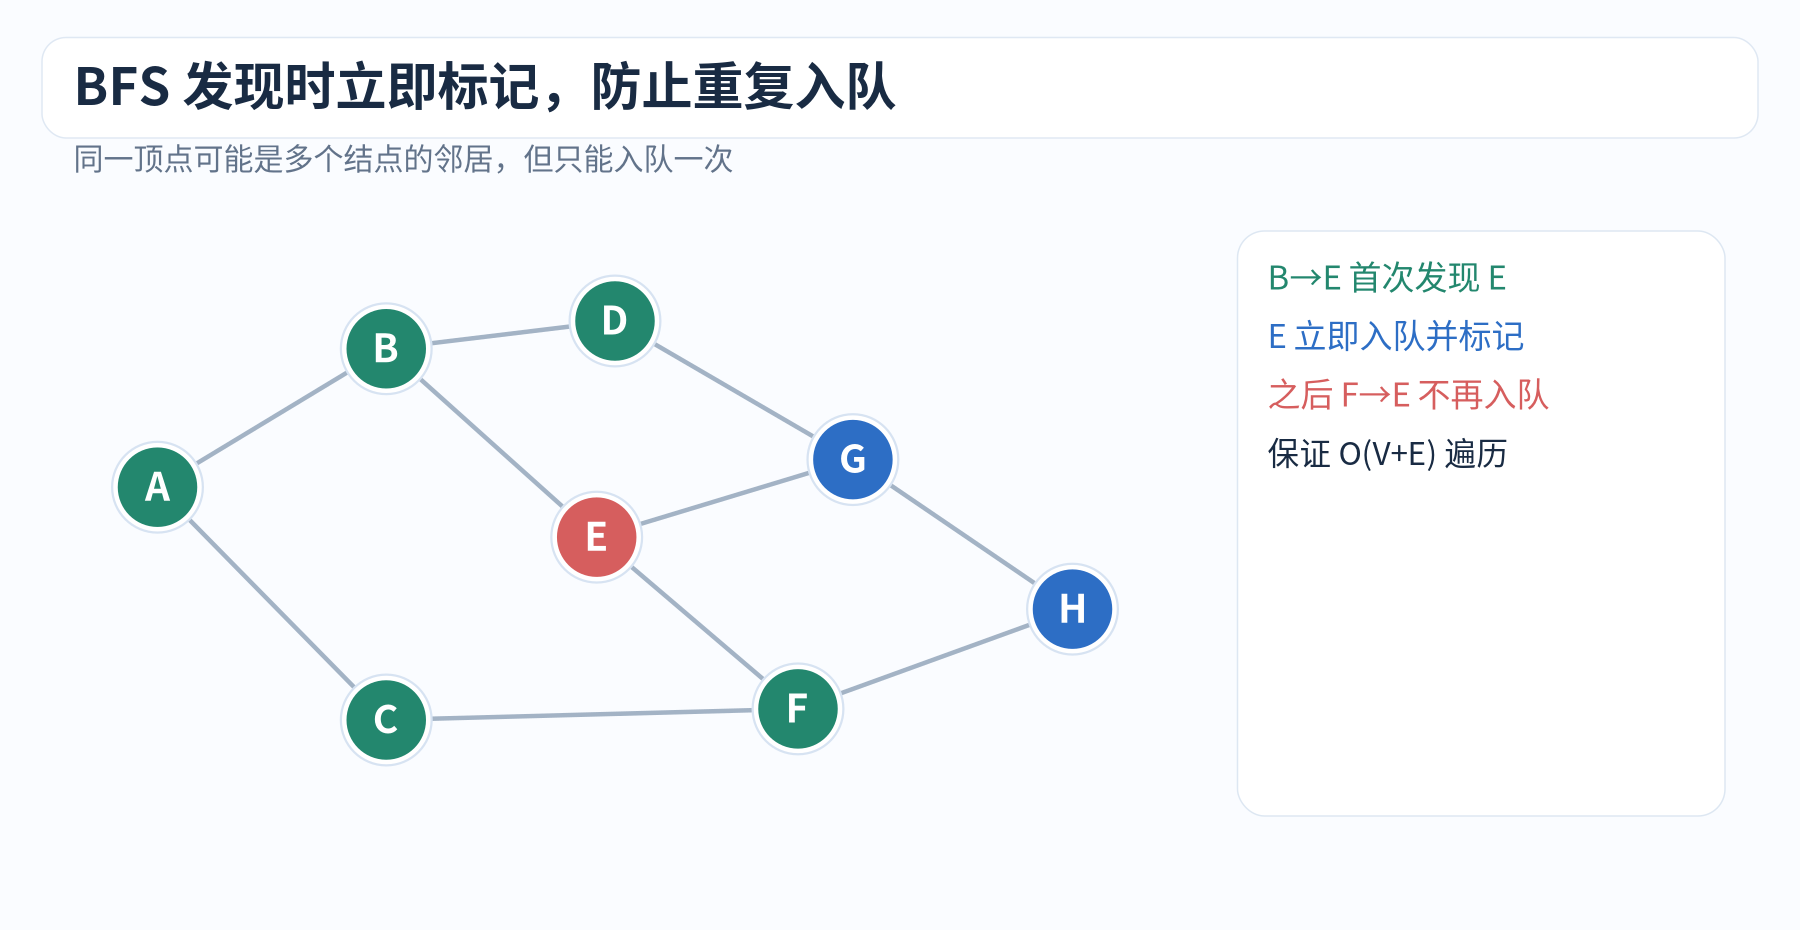 BFS 发现时立即标记，防止重复入队
同一顶点可能是多个结点的邻居，但只能入队一次
B→E 首次发现 E
E 立即入队并标记
之后 F→E 不再入队
保证 O(V+E) 遍历
D
B
G
A
E
H
F
C